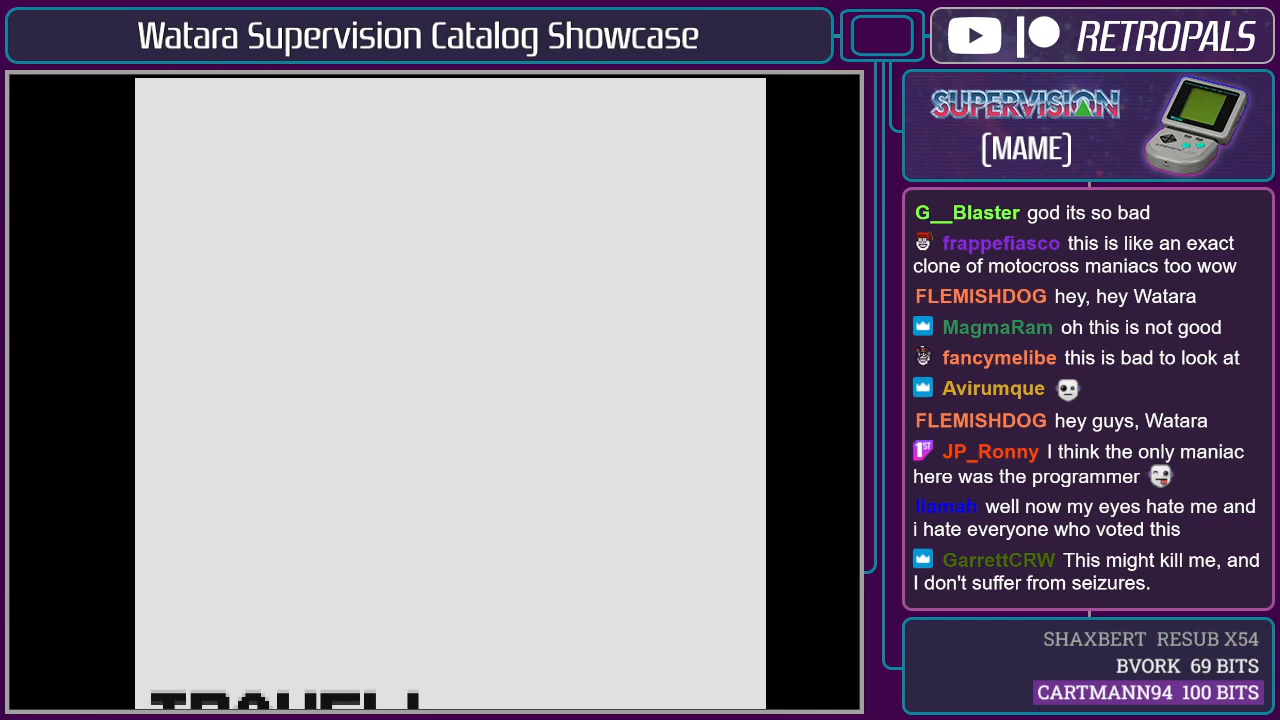 Watara Supervision Catalog Showcase
RETROPALS
SUPERVISION
[MAME]
G__Blaster god its so bad
frappefiasco this is like an exact
clone of motocross maniacs too wow
FLEMISHDOG hey, hey Watara
MagmaRam oh this is not good
fancymelibe this is bad to look at
Avirumque
FLEMISHDOG hey guys, Watara
1ST JP_Ronny I think the only maniac
here was the programmer
llamah well now my eyes hate me and
i hate everyone who voted this
GarrettCRW This might kill me, and
I don't suffer from seizures.
SHAXBERT RESUB X54
BVORK 69 BITS
CARTMANN94 100 BITS